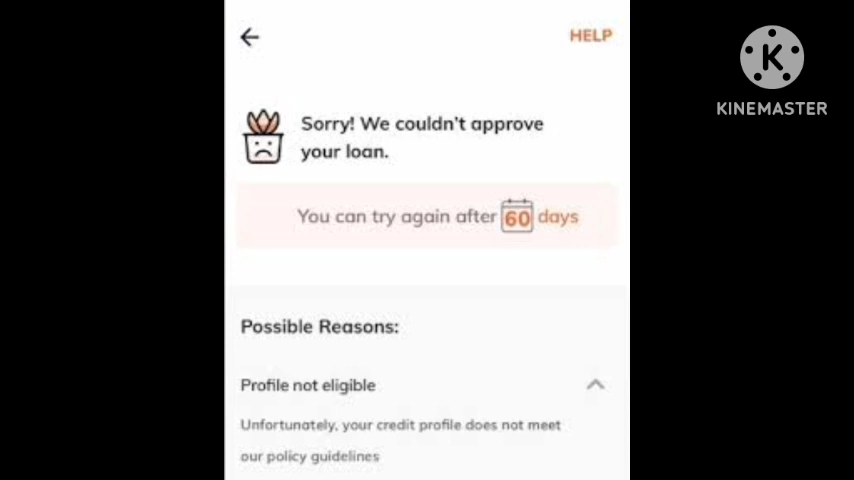 HELP
KINEMASTER
Sorry! We couldn't approve
your loan.
You can try again after 60 days
Possible Reasons:
Profile not eligible
Unfortunately, your credit profile does not meet
our policy guidelines